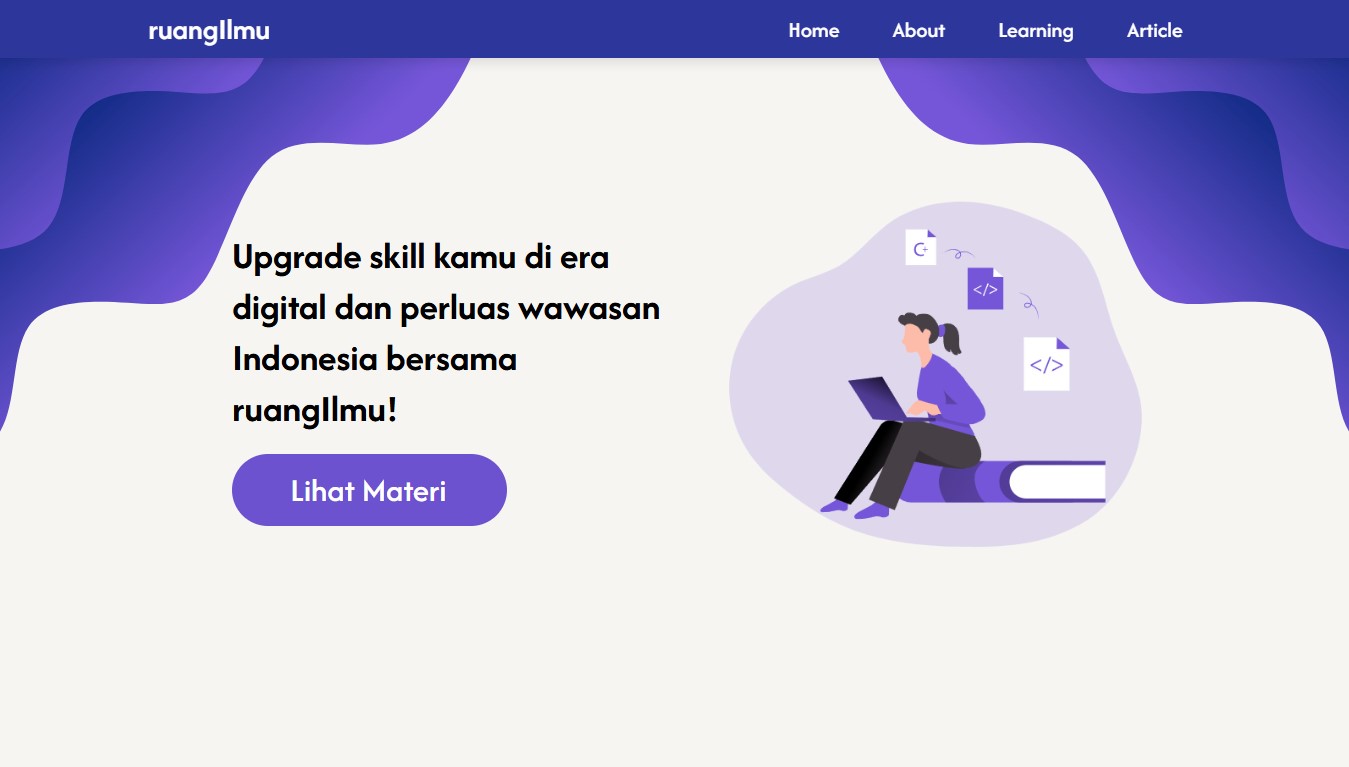 ruangIlmu
Home About Learning Article
Upgrade skill kamu di era
digital dan perluas wawasan
Indonesia bersama
ruangIlmu!
Lihat Materi
C+
</>
</>